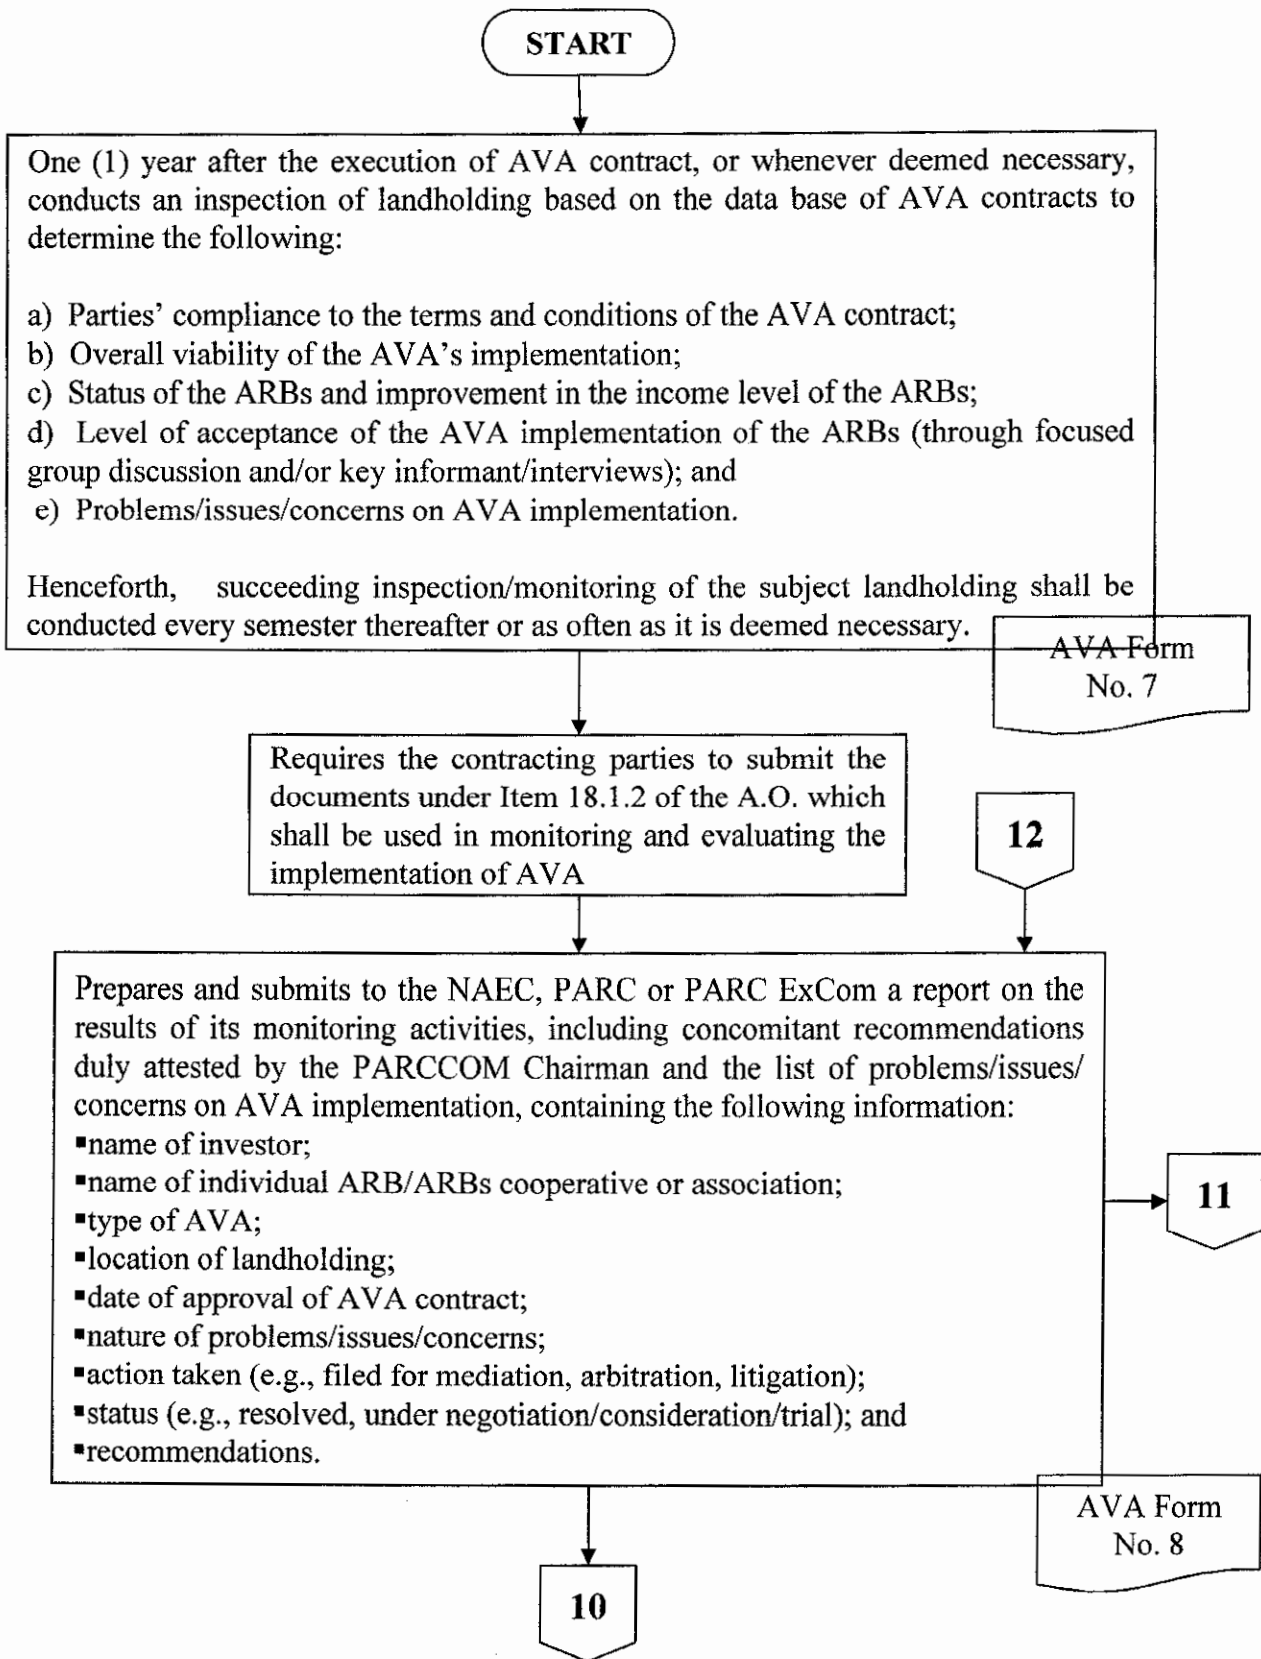 START
One (1) year after the execution of AVA contract, or whenever deemed necessary,
conducts an inspection of landholding based on the data base of AVA contracts to
determine the following:
a) Parties’ compliance to the terms and conditions of the AVA contract;
b) Overall viability of the AVA’s implementation;
c) Status of the ARBs and improvement in the income level of the ARBs;
d) Level of acceptance of the AVA implementation of the ARBs (through focused
group discussion and/or key informant/interviews); and
e) Problems/issues/concerns on AVA implementation.
Henceforth, succeeding inspection/monitoring of the subject landholding shall be
conducted every semester thereafter or as often as it is deemed necessary.
AVA Form
No. 7
Requires the contracting parties to submit the
documents under Item 18.1.2 of the A.O. which
shall be used in monitoring and evaluating the
implementation of AVA
12
Prepares and submits to the NAEC, PARC or PARC ExCom a report on the
results of its monitoring activities, including concomitant recommendations
duly attested by the PARCCOM Chairman and the list of problems/issues/
concerns on AVA implementation, containing the following information:
▪name of investor;
▪name of individual ARB/ARBs cooperative or association;
▪type of AVA;
▪location of landholding;
▪date of approval of AVA contract;
▪nature of problems/issues/concerns;
▪action taken (e.g., filed for mediation, arbitration, litigation);
▪status (e.g., resolved, under negotiation/consideration/trial); and
▪recommendations.
11
AVA Form
No. 8
10